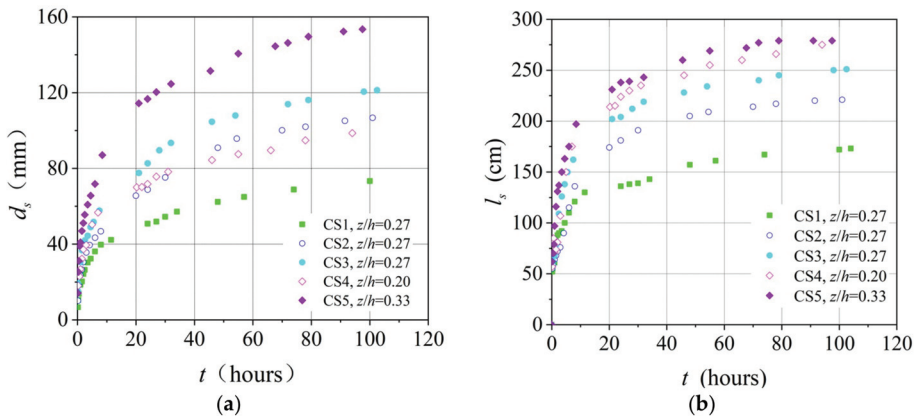 (a)
160
120
80
40
0
d_s (mm)
CS1, z/h=0.27
CS2, z/h=0.27
CS3, z/h=0.27
CS4, z/h=0.20
CS5, z/h=0.33
0 20 40 60 80 100 120
t (hours)
(a)
(b)
300
250
200
150
100
50
0
l_s (cm)
CS1, z/h=0.27
CS2, z/h=0.27
CS3, z/h=0.27
CS4, z/h=0.20
CS5, z/h=0.33
0 20 40 60 80 100 120
t (hours)
(b)